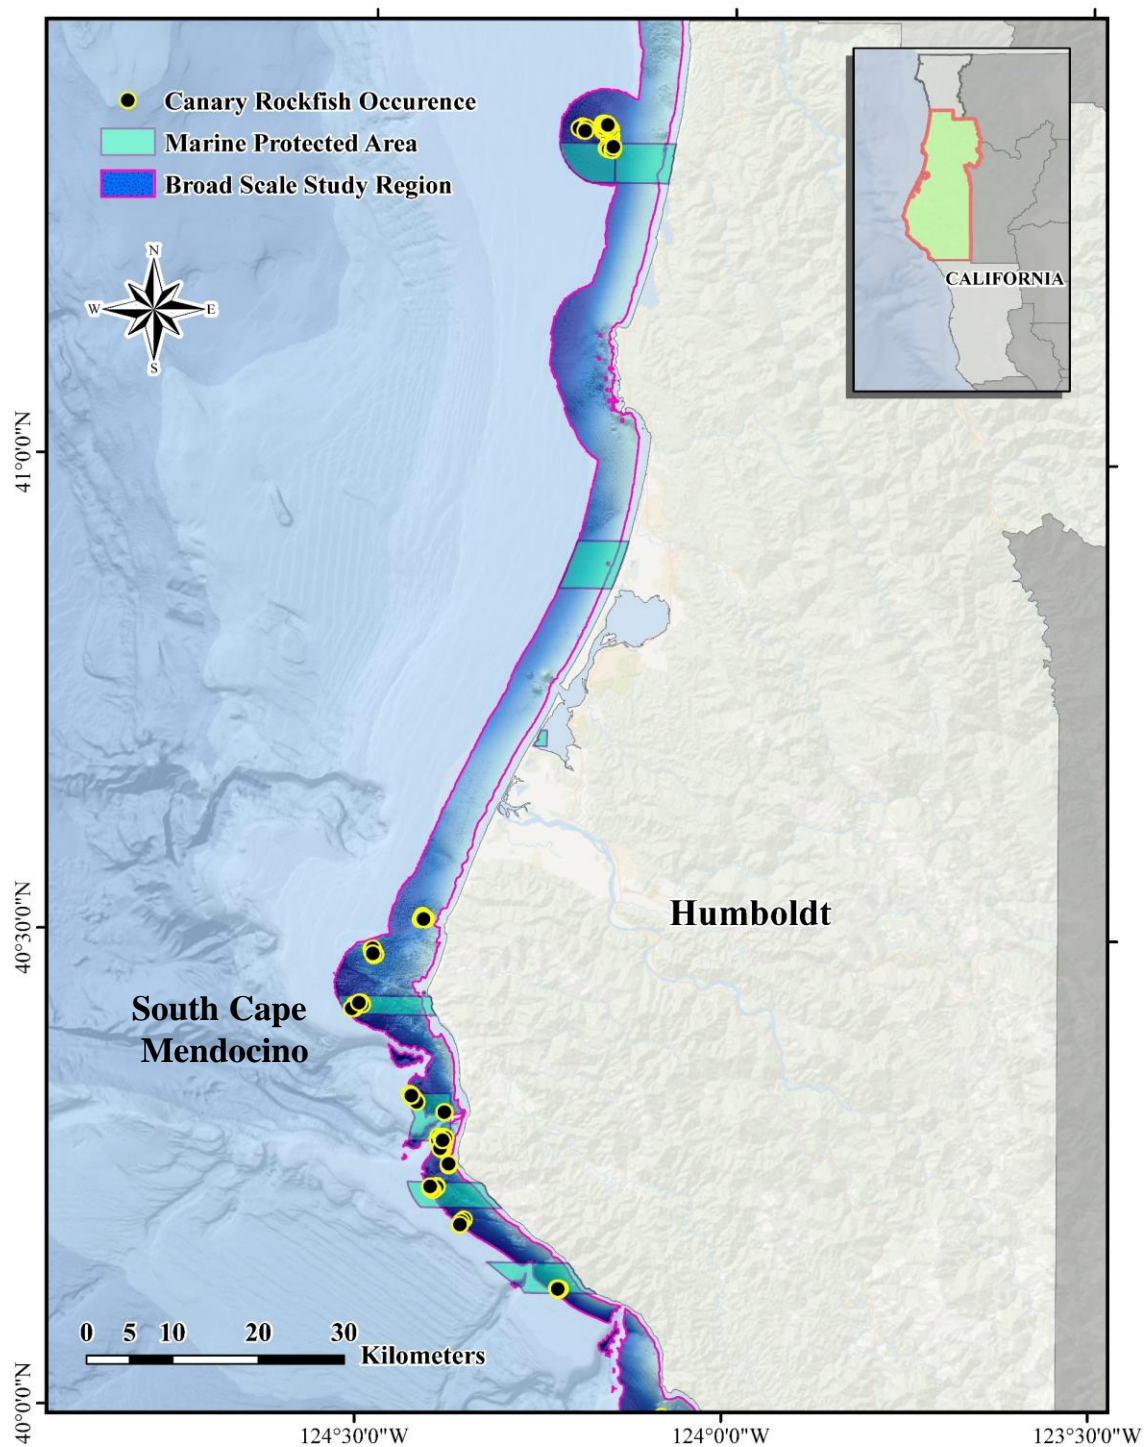 Canary Rockfish Occurence
Marine Protected Area
Broad Scale Study Region
N
W
E
S
CALIFORNIA
41°0'0"N
40°30'0"N
40°0'0"N
Humboldt
South Cape
Mendocino
0 5 10 20 30
Kilometers
124°30'0"W 124°0'0"W 123°30'0"W